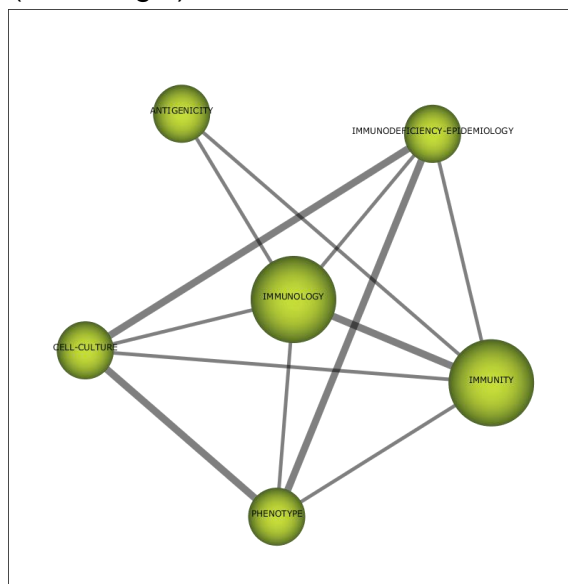 ANTIGENICITY
IMMUNODEFICIENCY-EPIDEMIOLOGY
IMMUNOLOGY
CELL-CULTURE
IMMUNITY
PHENOTYPE